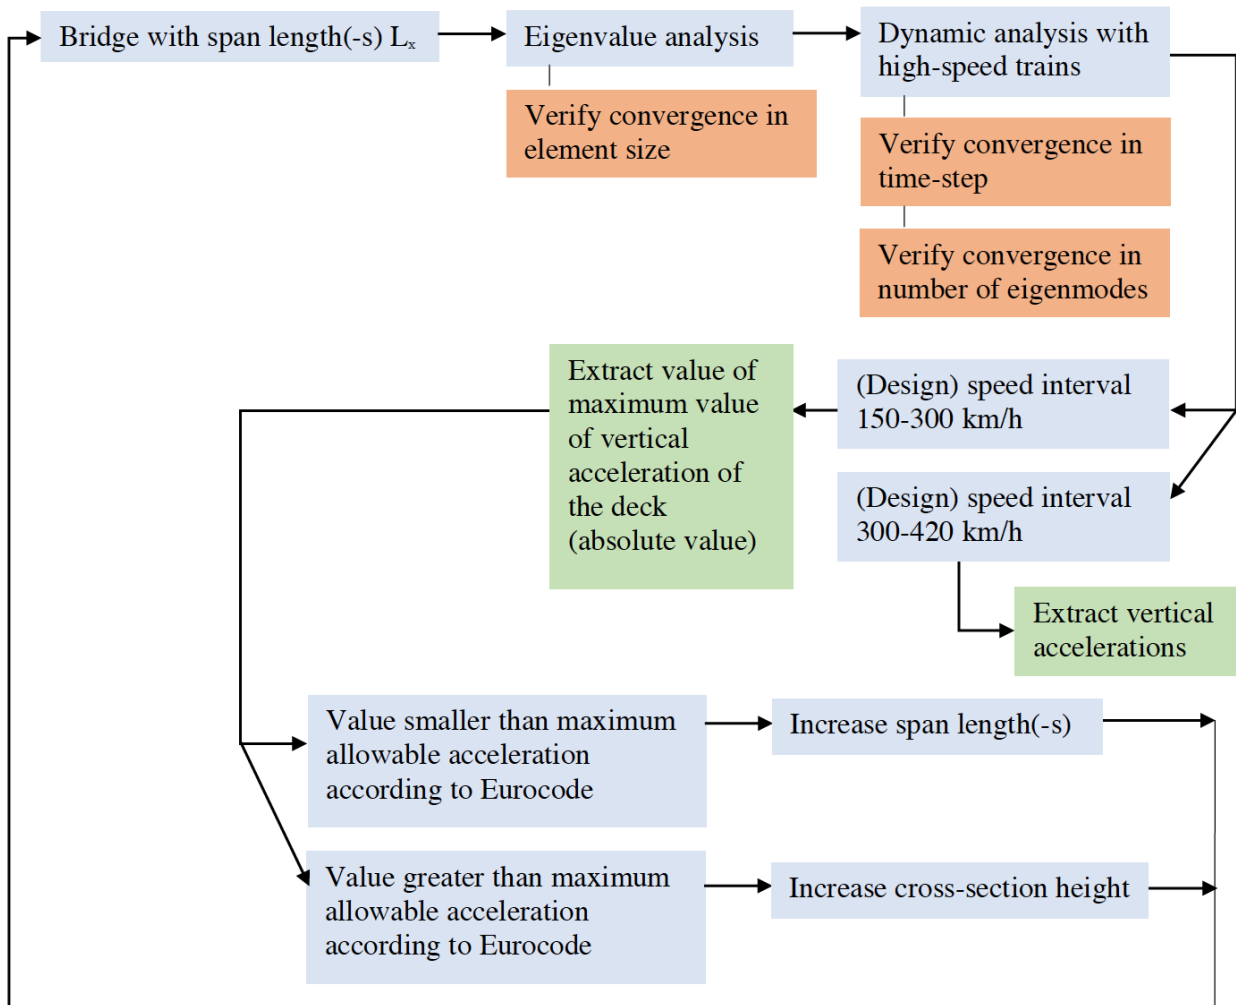 Bridge with span length(-s) Lₓ
Eigenvalue analysis
Dynamic analysis with
high-speed trains
Verify convergence in
element size
Verify convergence in
time-step
Verify convergence in
number of eigenmodes
Extract value of
maximum value
of vertical
acceleration of
the deck
(absolute value)
(Design) speed interval
150-300 km/h
(Design) speed interval
300-420 km/h
Extract vertical
accelerations
Value smaller than maximum
allowable acceleration
according to Eurocode
Increase span length(-s)
Value greater than maximum
allowable acceleration
according to Eurocode
Increase cross-section height